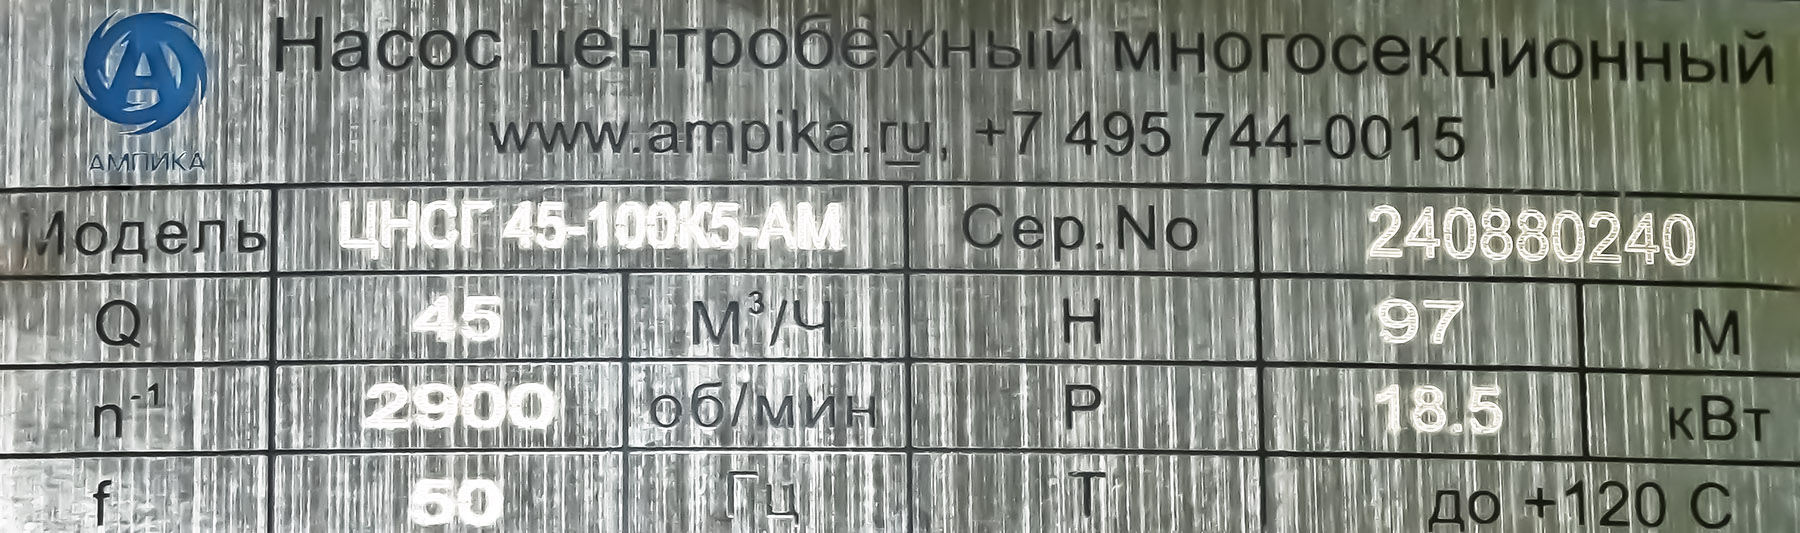 Насос центробежный многосекционный
www.ampika.ru, +7 495 744-0015
АМПИКА
Модель ЦНСГ 45-100К5-АМ Сер.No 240880240
Q 45 м³/ч H 97 м
n⁻¹ 2900 об/мин P 18.5 кВт
f 50 Гц T до +120 С